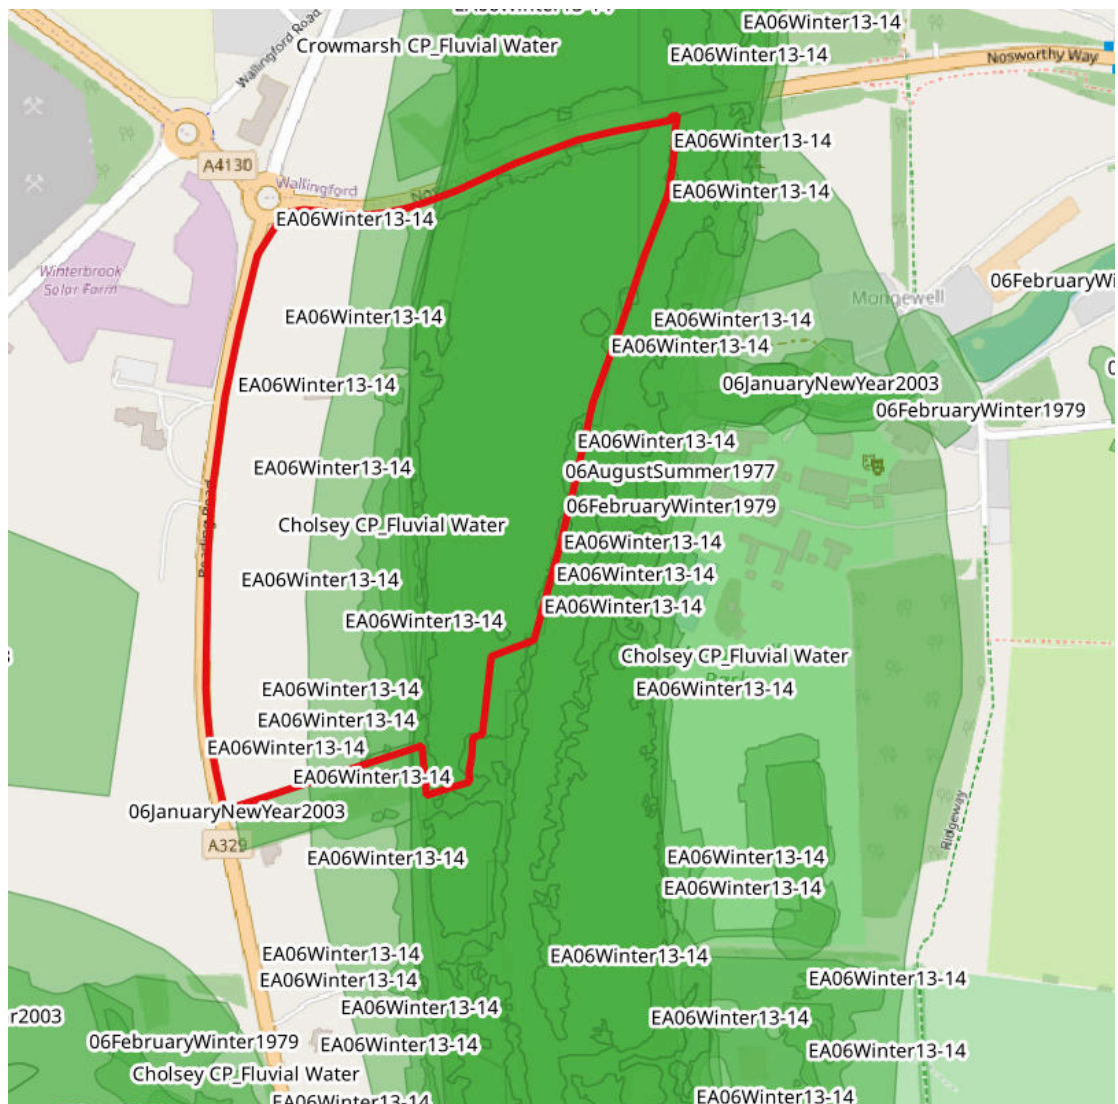 EA06Winter13-14
EA06Winter13-14
Wallingford Road
Crowmarsh CP_Fluvial Water
EA06Winter13-14
Nosworthy Way
EA06Winter13-14
A4130
Wallingford
EA06Winter13-14
EA06Winter13-14
Winterbrook
Solar Farm
06FebruaryWi
Mongewell
EA06Winter13-14
EA06Winter13-14
EA06Winter13-14
EA06Winter13-14
06JanuaryNewYear2003
06FebruaryWinter1979
EA06Winter13-14
EA06Winter13-14
06AugustSummer1977
06FebruaryWinter1979
Reading Road
Cholsey CP_Fluvial Water
EA06Winter13-14
EA06Winter13-14
EA06Winter13-14
EA06Winter13-14
EA06Winter13-14
Cholsey CP_Fluvial Water
Park
EA06Winter13-14
EA06Winter13-14
EA06Winter13-14
EA06Winter13-14
EA06Winter13-14
06JanuaryNewYear2003
Ridgeway
A329
EA06Winter13-14
EA06Winter13-14
EA06Winter13-14
EA06Winter13-14
EA06Winter13-14
EA06Winter13-14
EA06Winter13-14
EA06Winter13-14
r2003
EA06Winter13-14
06FebruaryWinter1979
EA06Winter13-14
EA06Winter13-14
Cholsey CP_Fluvial Water
EA06Winter13-14
EA06Winter13-14